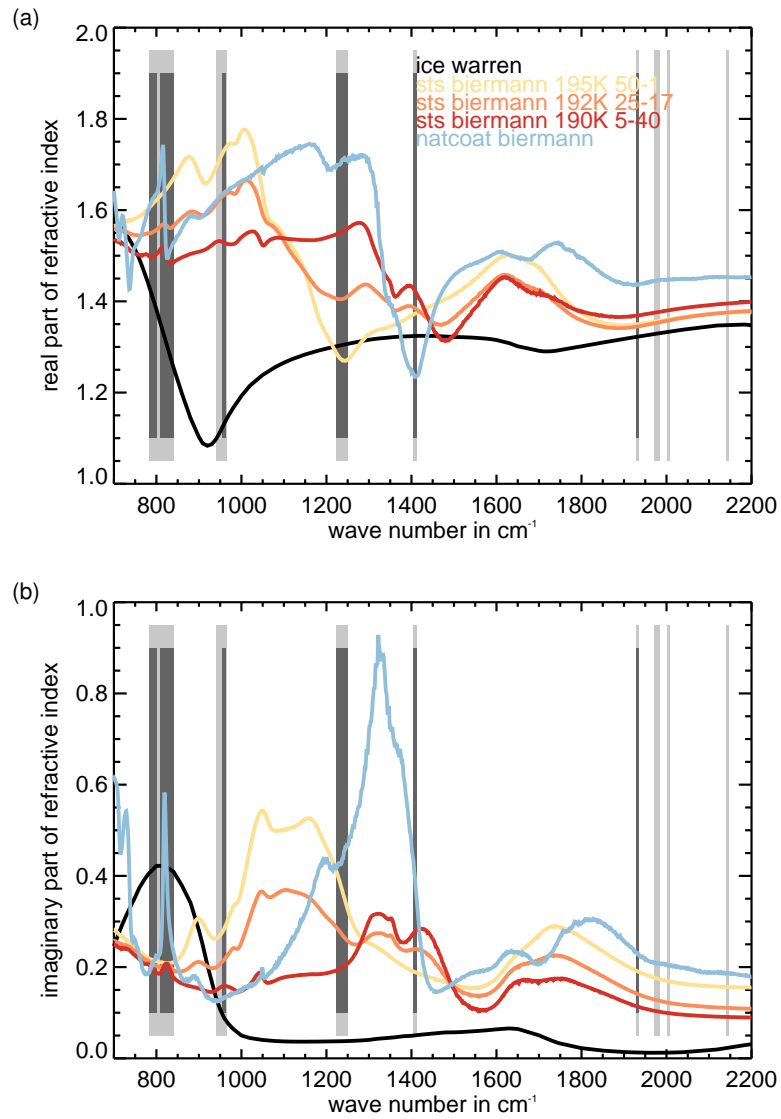 (a)
2.0
1.8
1.6
1.4
1.2
1.0
real part of refractive index
ice warren
sts biermann 195K 50-1
sts biermann 192K 25-17
sts biermann 190K 5-40
natcoat biermann
800 1000 1200 1400 1600 1800 2000 2200
wave number in cm⁻¹
(b)
1.0
0.8
0.6
0.4
0.2
0.0
imaginary part of refractive index
800 1000 1200 1400 1600 1800 2000 2200
wave number in cm⁻¹